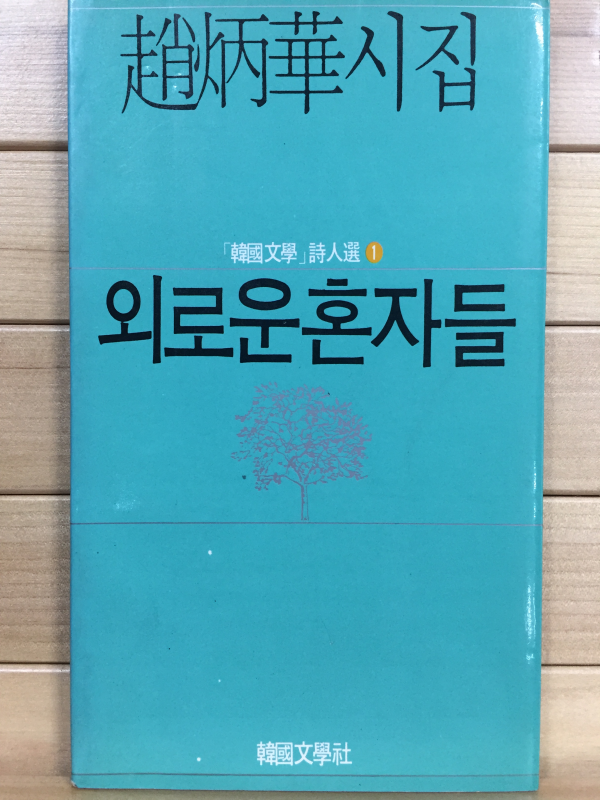 趙炳華시집
「韓國文學」詩人選 1
외로운혼자들
韓國文學社